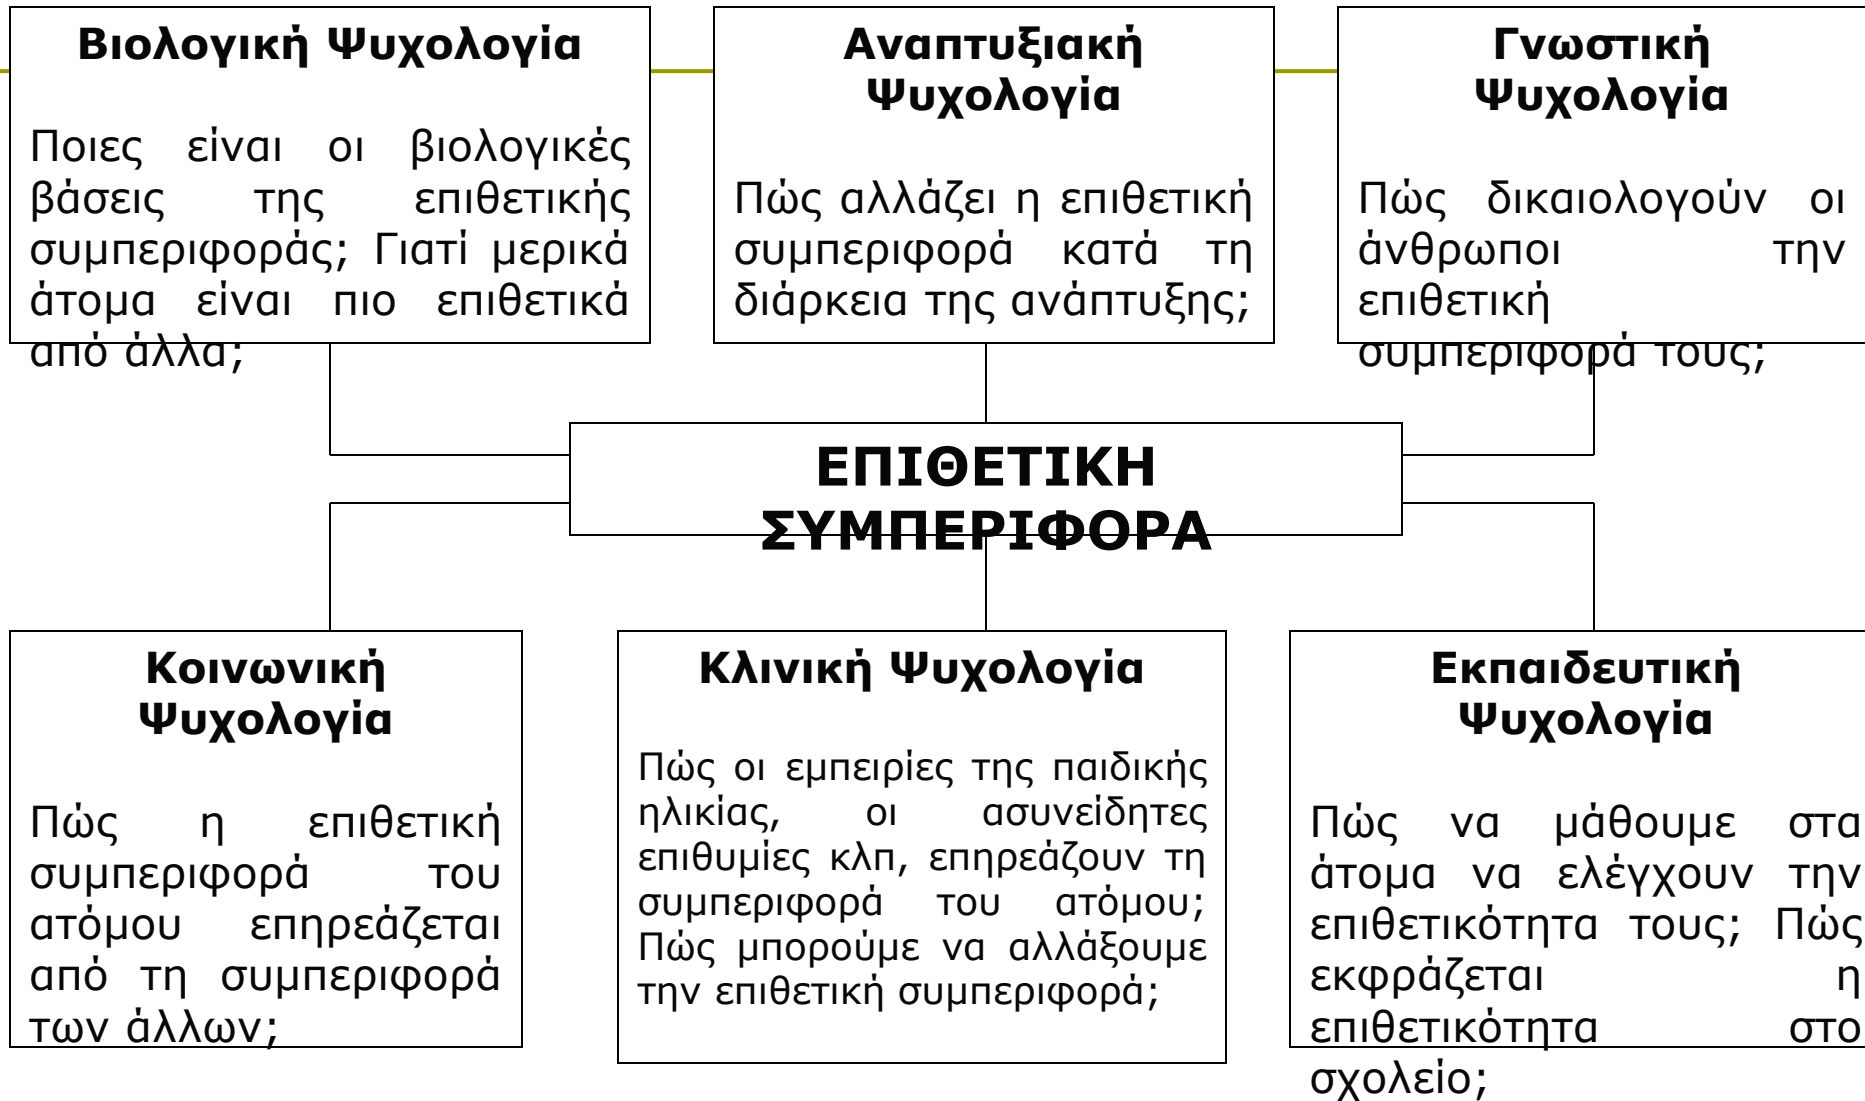 Βιολογική Ψυχολογία
Ποιες είναι οι βιολογικές
βάσεις της επιθετικής
συμπεριφοράς; Γιατί μερικά
άτομα είναι πιο επιθετικά
από άλλα;
Αναπτυξιακή
Ψυχολογία
Πώς αλλάζει η επιθετική
συμπεριφορά κατά τη
διάρκεια της ανάπτυξης;
Γνωστική
Ψυχολογία
Πώς δικαιολογούν οι
άνθρωποι την
επιθετική
συμπεριφορά τους;
ΕΠΙΘΕΤΙΚΗ
ΣΥΜΠΕΡΙΦΟΡΑ
Κοινωνική
Ψυχολογία
Πώς η επιθετική
συμπεριφορά του
ατόμου επηρεάζεται
από τη συμπεριφορά
των άλλων;
Κλινική Ψυχολογία
Πώς οι εμπειρίες της παιδικής
ηλικίας, οι ασυνείδητες
επιθυμίες κλπ, επηρεάζουν τη
συμπεριφορά του ατόμου;
Πώς μπορούμε να αλλάξουμε
την επιθετική συμπεριφορά;
Εκπαιδευτική
Ψυχολογία
Πώς να μάθουμε στα
άτομα να ελέγχουν την
επιθετικότητα τους; Πώς
εκφράζεται η
επιθετικότητα στο
σχολείο;